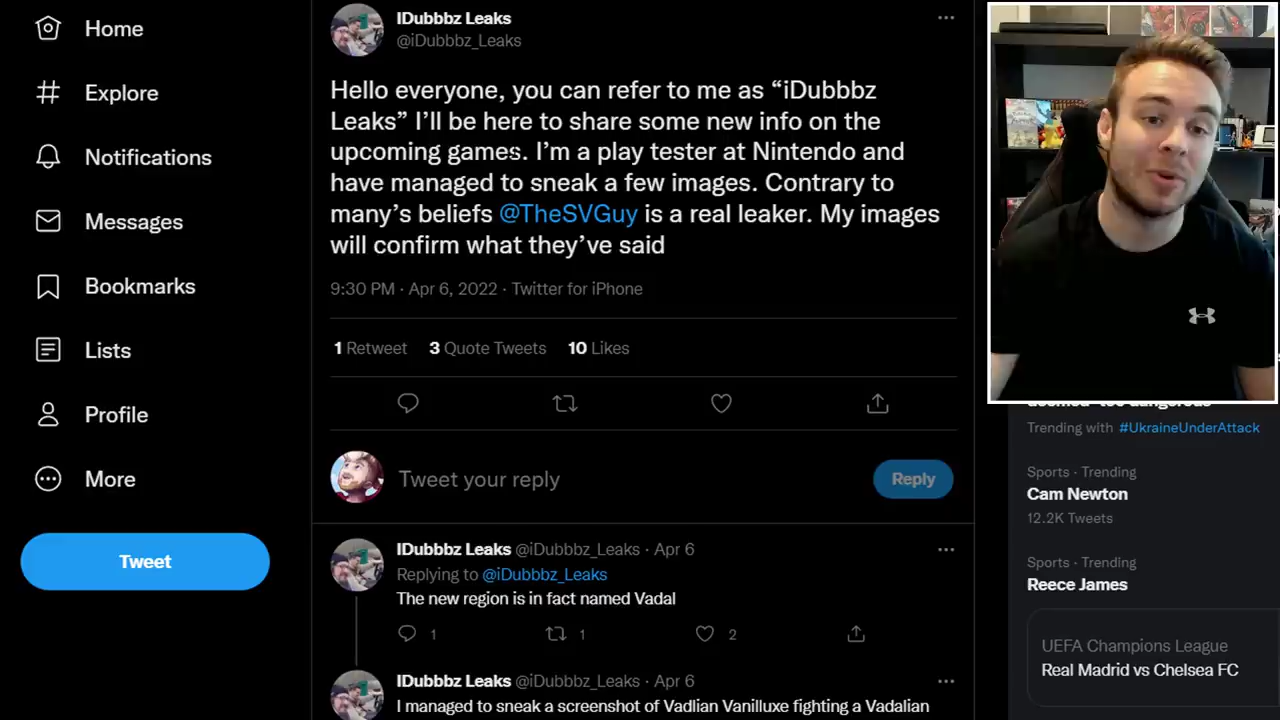 Home
Explore
Notifications
Messages
Bookmarks
Lists
Profile
More
Tweet
IDubbbz Leaks
@iDubbbz_Leaks
Hello everyone, you can refer to me as “iDubbbz
Leaks” I’ll be here to share some new info on the
upcoming games. I’m a play tester at Nintendo and
have managed to sneak a few images. Contrary to
many’s beliefs @TheSVGuy is a real leaker. My images
will confirm what they’ve said
9:30 PM · Apr 6, 2022 · Twitter for iPhone
1 Retweet 3 Quote Tweets 10 Likes
Tweet your reply
Reply
IDubbbz Leaks @iDubbbz_Leaks · Apr 6
Replying to @iDubbbz_Leaks
The new region is in fact named Vadal
1 1 2
IDubbbz Leaks @iDubbbz_Leaks · Apr 6
I managed to sneak a screenshot of Vadlian Vanilluxe fighting a Vadalian
Trending with #UkraineUnderAttack
Sports · Trending
Cam Newton
12.2K Tweets
Sports · Trending
Reece James
UEFA Champions League
Real Madrid vs Chelsea FC